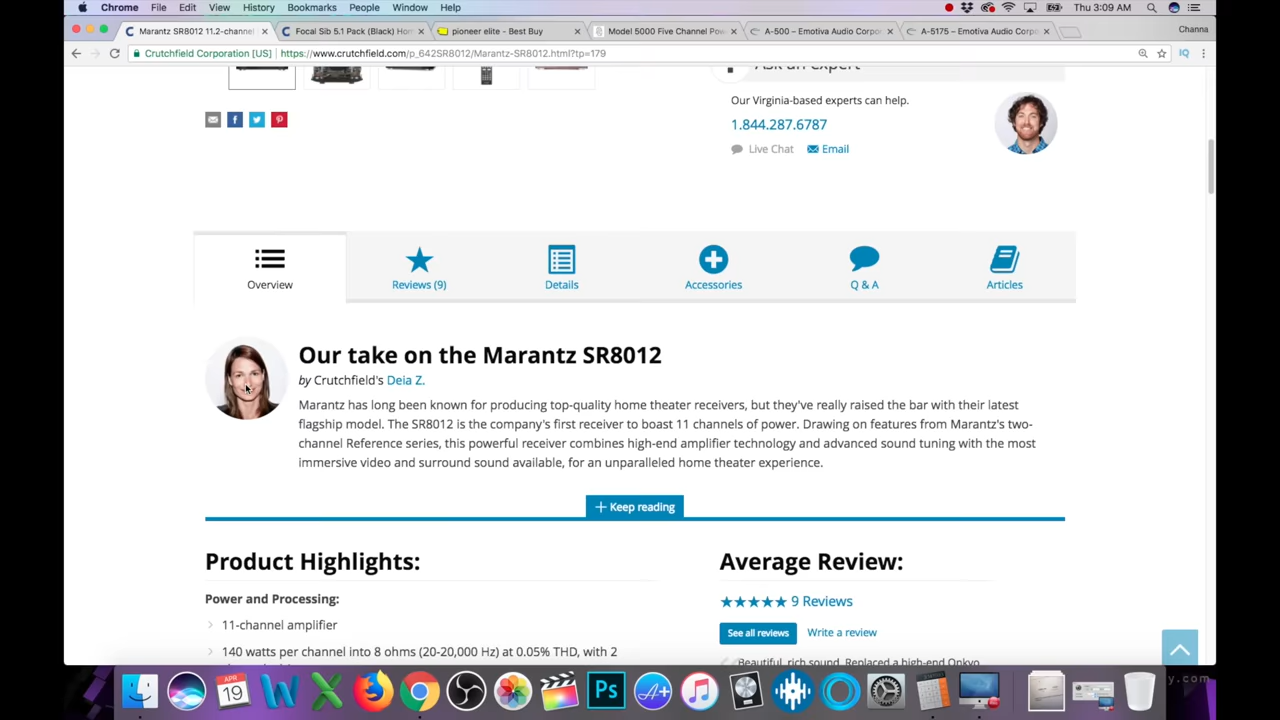 Chrome File Edit View History Bookmarks People Window Help Thu 3:09 AM
Marantz SR8012 11.2-channel Focal Sib 5.1 Pack (Black) Hom pioneer elite - Best Buy Model 5000 Five Channel Pow A-500 – Emotiva Audio Corpor A-5175 – Emotiva Audio Corpo Channa
Crutchfield Corporation [US] https://www.crutchfield.com/p_642SR8012/Marantz-SR8012.html?tp=179 IQ
Ask an expert
Our Virginia-based experts can help.
1.844.287.6787
Live Chat Email
Overview Reviews (9) Details Accessories Q & A Articles
Our take on the Marantz SR8012
by Crutchfield's Deia Z.
Marantz has long been known for producing top-quality home theater receivers, but they've really raised the bar with their latest
flagship model. The SR8012 is the company's first receiver to boast 11 channels of power. Drawing on features from Marantz's two-
channel Reference series, this powerful receiver combines high-end amplifier technology and advanced sound tuning with the most
immersive video and surround sound available, for an unparalleled home theater experience.
+ Keep reading
Product Highlights:
Average Review:
Power and Processing:
9 Reviews
11-channel amplifier
See all reviews Write a review
140 watts per channel into 8 ohms (20-20,000 Hz) at 0.05% THD, with 2
Beautiful, rich sound. Replaced a high-end Onkyo
APR
19
Ps
y.com